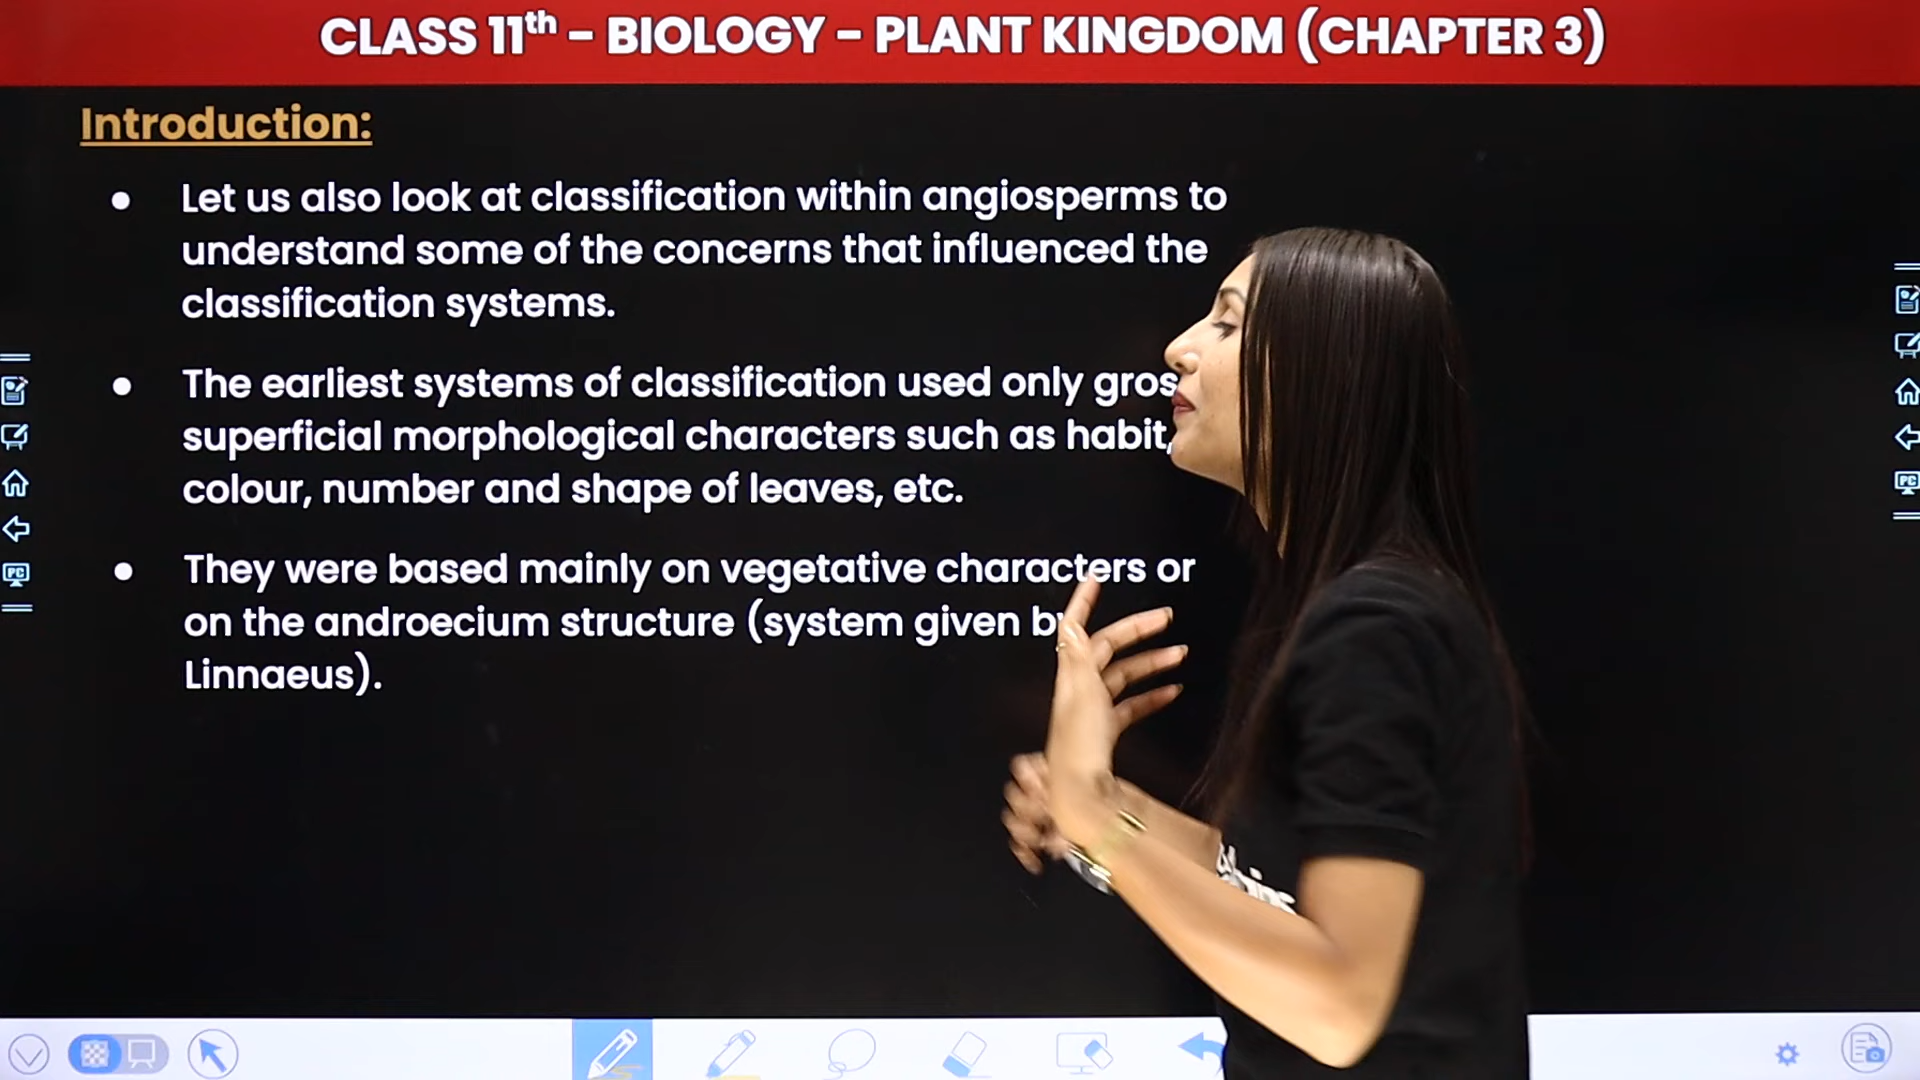 CLASS 11th – BIOLOGY – PLANT KINGDOM (CHAPTER 3)
Introduction:
● Let us also look at classification within angiosperms to
understand some of the concerns that influenced the
classification systems.
● The earliest systems of classification used only
superficial morphological characters such as habit,
colour, number and shape of leaves, etc.
● They were based mainly on vegetative characters or
on the androecium structure (system given
Linnaeus).
PC
PC